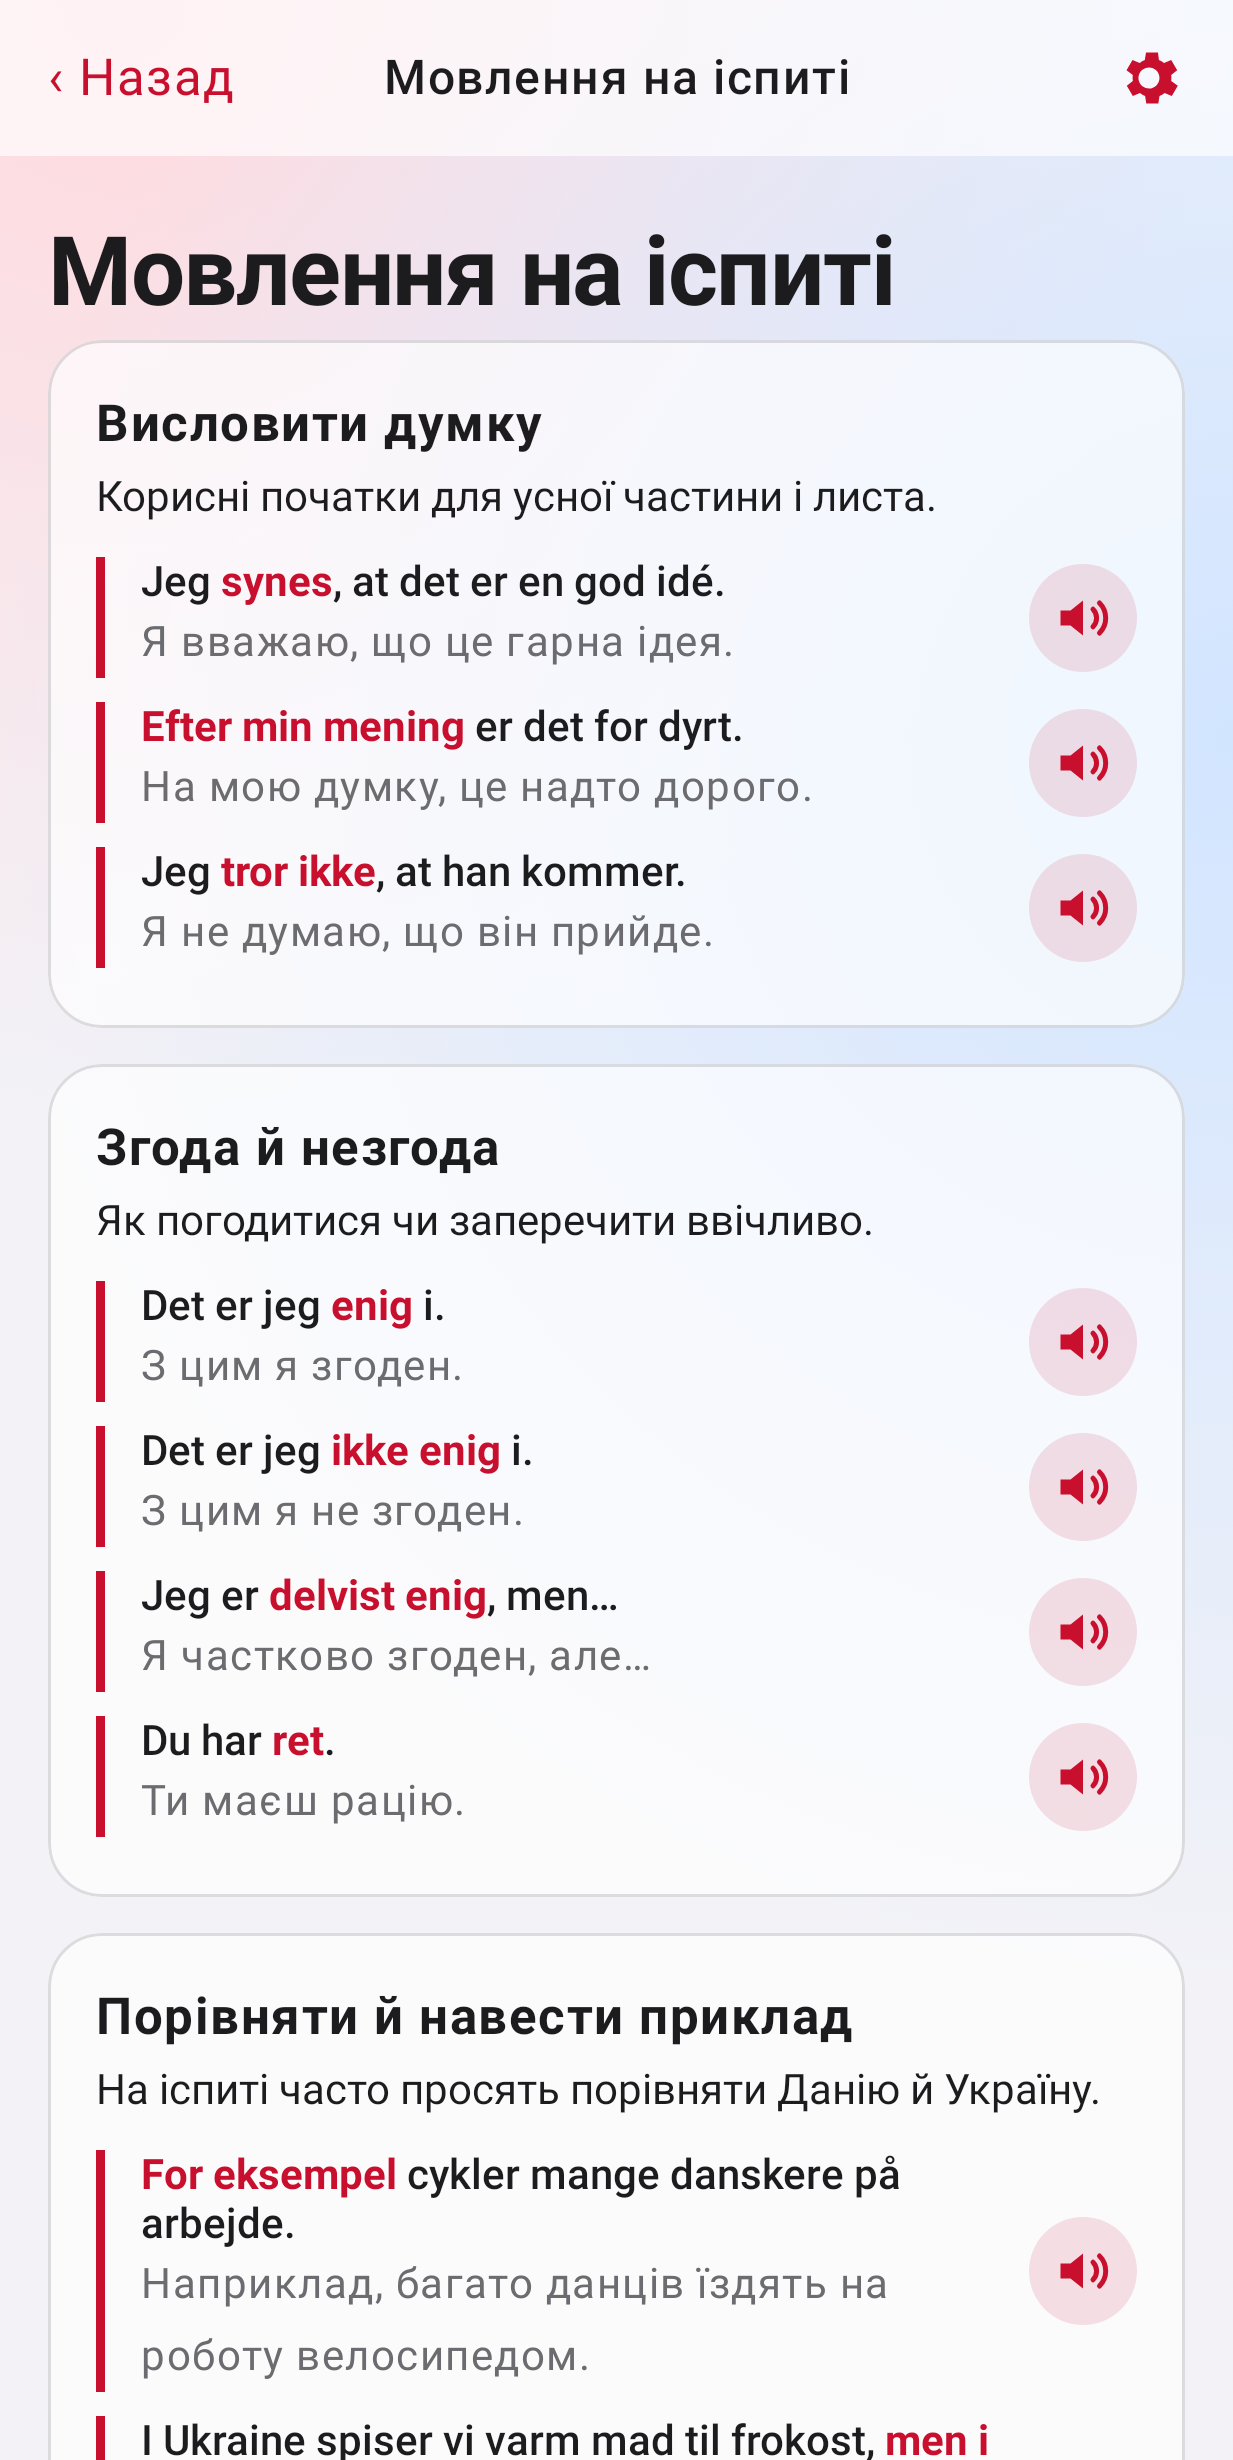 ‹ Назад
Мовлення на іспиті
Мовлення на іспиті
Висловити думку
Корисні початки для усної частини і листа.
Jeg synes, at det er en god idé.
Я вважаю, що це гарна ідея.
Efter min mening er det for dyrt.
На мою думку, це надто дорого.
Jeg tror ikke, at han kommer.
Я не думаю, що він прийде.
Згода й незгода
Як погодитися чи заперечити ввічливо.
Det er jeg enig i.
З цим я згоден.
Det er jeg ikke enig i.
З цим я не згоден.
Jeg er delvist enig, men…
Я частково згоден, але…
Du har ret.
Ти маєш рацію.
Порівняти й навести приклад
На іспиті часто просять порівняти Данію й Україну.
For eksempel cykler mange danskere på
arbejde.
Наприклад, багато данців їздять на
роботу велосипедом.
I Ukraine spiser vi varm mad til frokost, men i